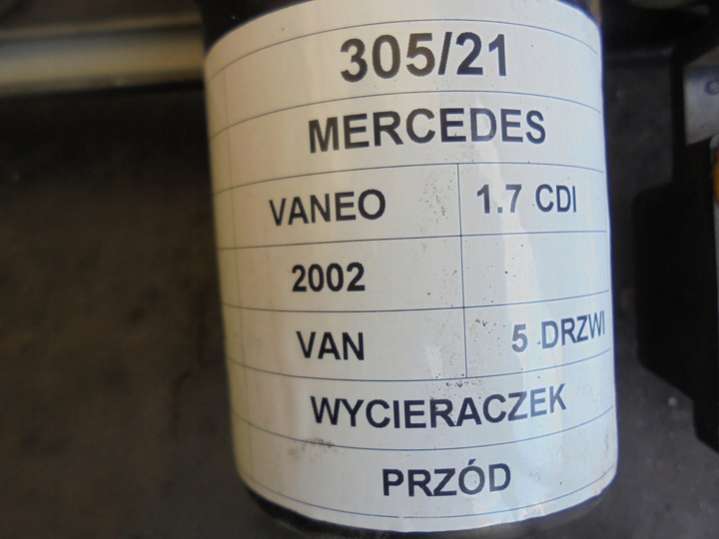 305/21
MERCEDES
VANEO 1.7 CDI
2002
VAN 5 DRZWI
WYCIERACZEK
PRZÓD